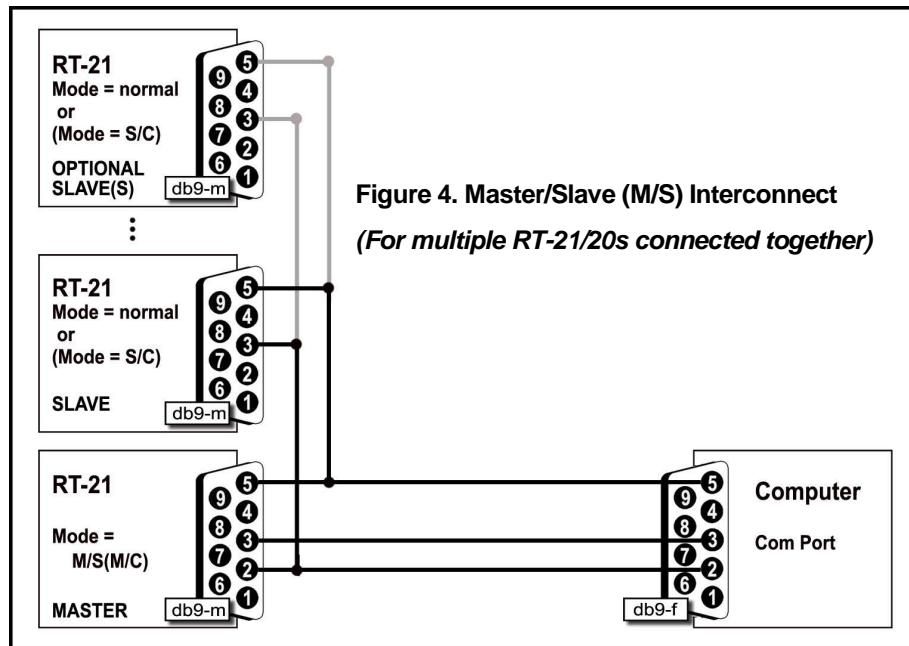 RT-21
Mode = normal
or
(Mode = S/C)
OPTIONAL
SLAVE(S)
5
9
4
8
3
7
2
6
1
db9-m
Figure 4. Master/Slave (M/S) Interconnect
(For multiple RT-21/20s connected together)
RT-21
Mode = normal
or
(Mode = S/C)
SLAVE
5
9
4
8
3
7
2
6
1
db9-m
RT-21
Mode =
M/S(M/C)
MASTER
5
9
4
8
3
7
2
6
1
db9-m
5
9
4
8
3
7
2
6
1
db9-f
Computer
Com Port